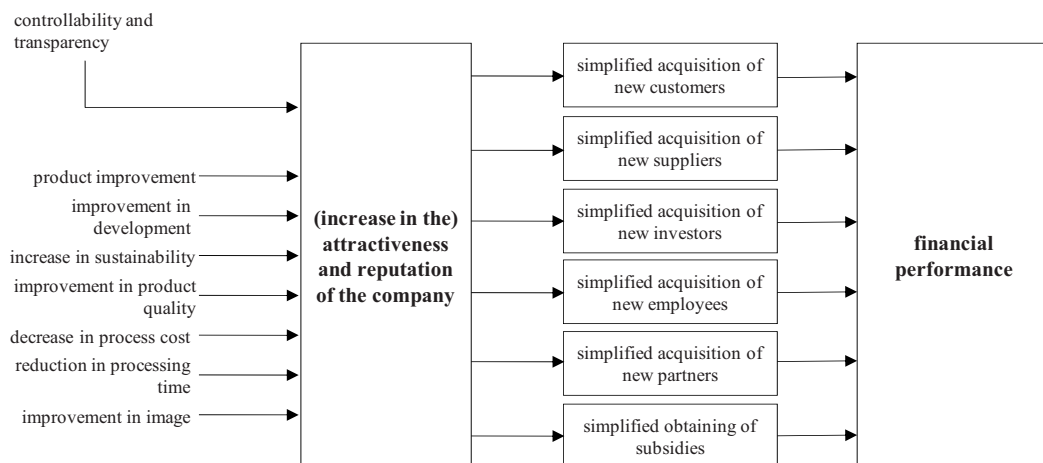 controllability and
transparency
product improvement
improvement in
development
increase in sustainability
improvement in product
quality
decrease in process cost
reduction in processing
time
improvement in image
(increase in the)
attractiveness
and reputation
of the company
simplified acquisition of
new customers
simplified acquisition of
new suppliers
simplified acquisition of
new investors
simplified acquisition of
new employees
simplified acquisition of
new partners
simplified obtaining of
subsidies
financial
performance